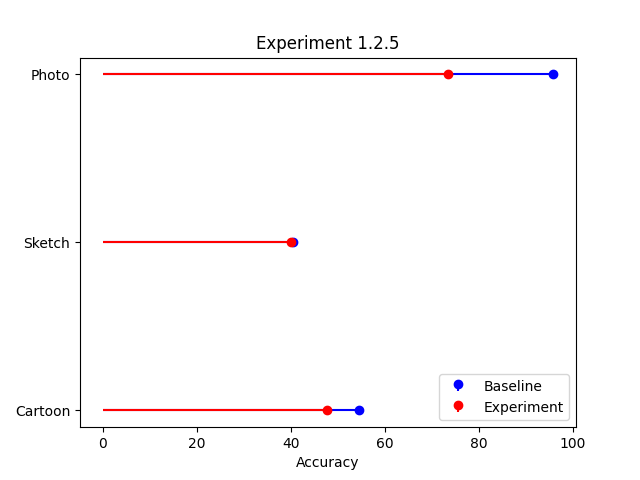 Experiment 1.2.5
Photo
Sketch
Cartoon
Baseline
Experiment
0 20 40 60 80 100
Accuracy